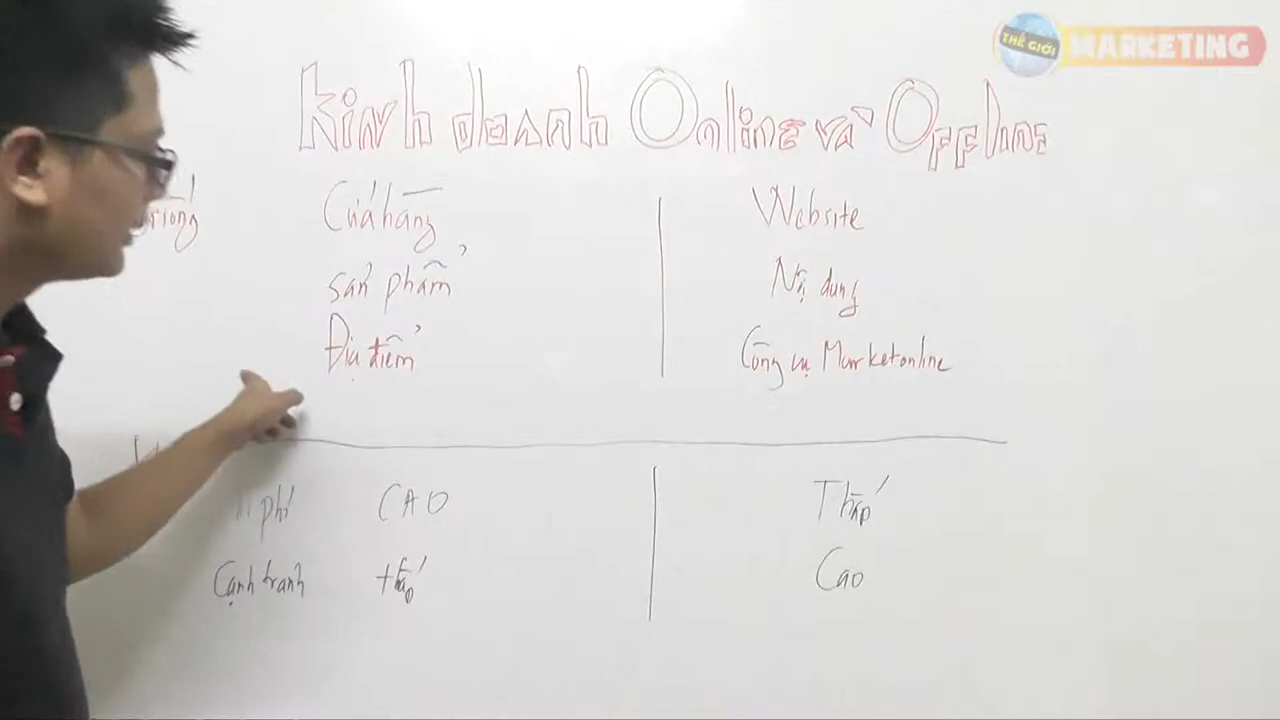 THẾ GIỚI MARKETING
Kinh doanh Online và Offline
Cửa hàng Website
sản phẩm Nội dung
Địa điểm Công cụ Marketonline
phí CAO Thấp
Cạnh tranh thấp Cao